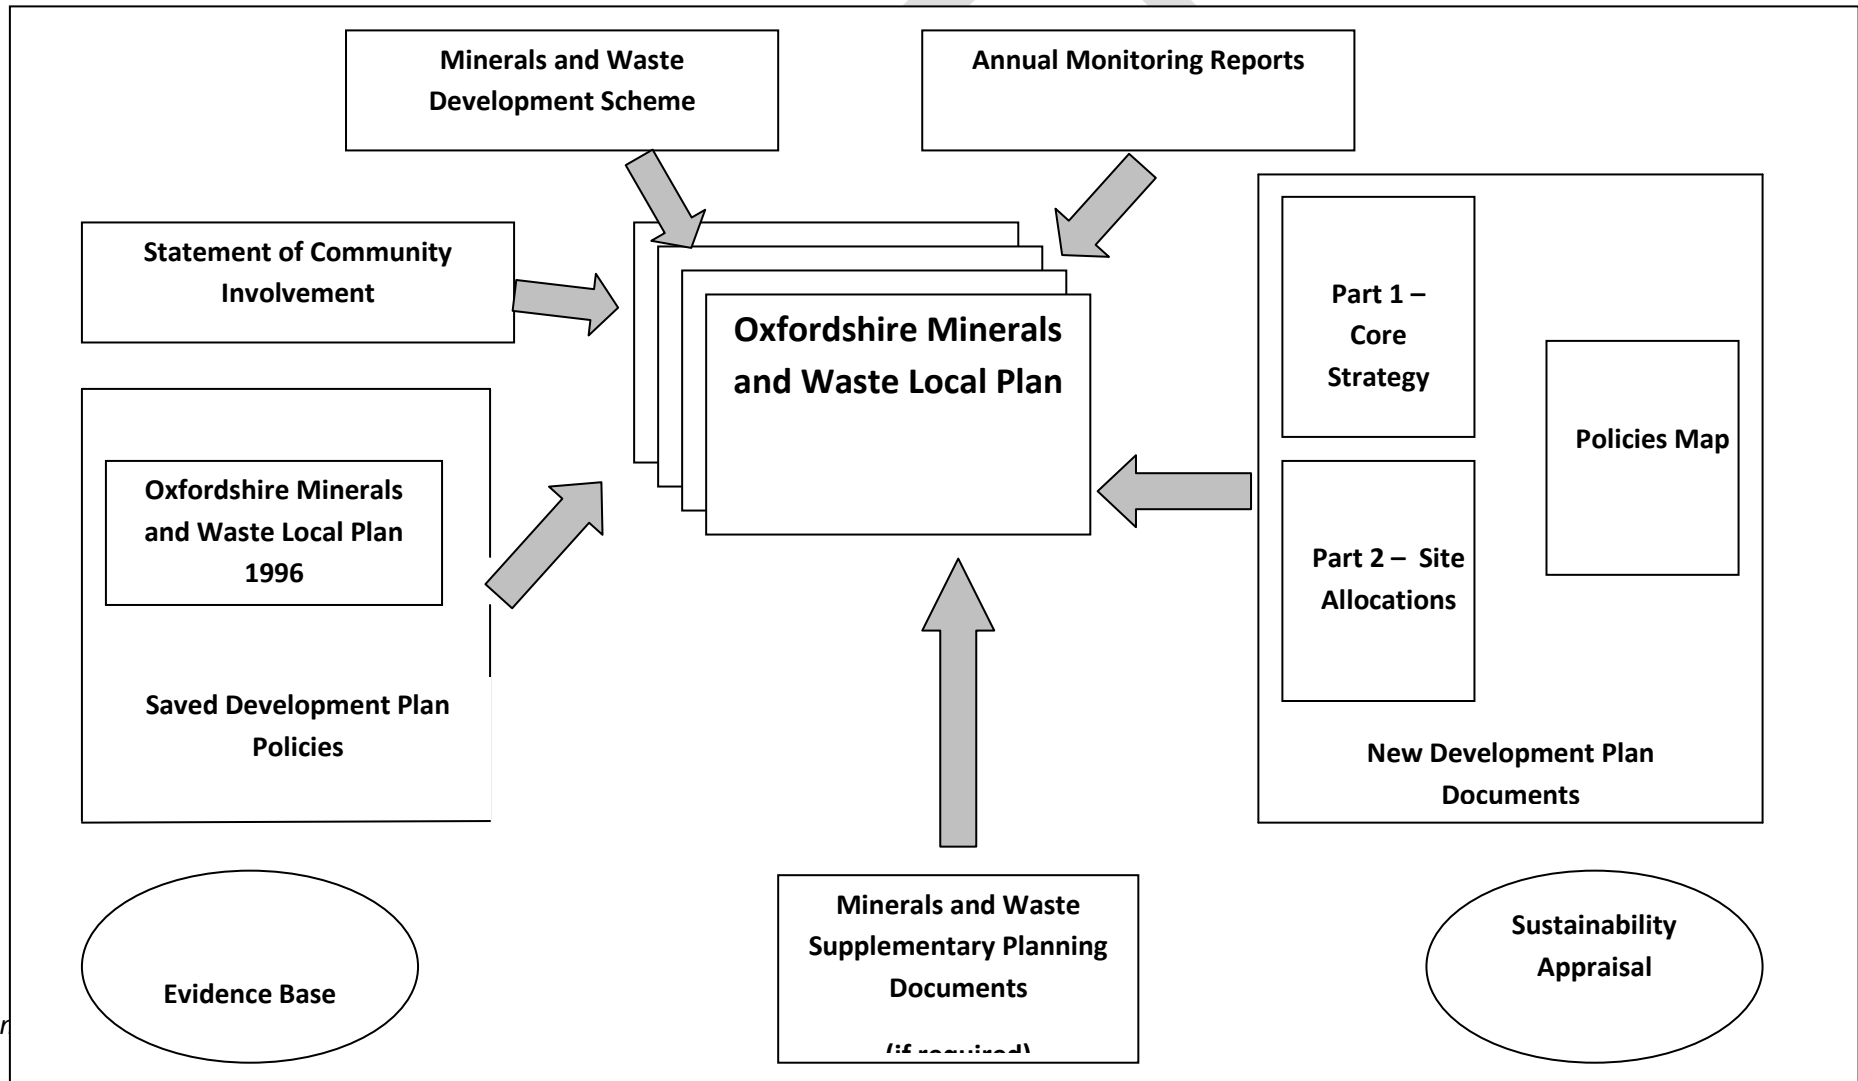 Minerals and Waste
Development Scheme
Annual Monitoring Reports
Statement of Community
Involvement
Oxfordshire Minerals
and Waste Local Plan
Part 1 –
Core
Strategy
Policies Map
Oxfordshire Minerals
and Waste Local Plan
1996
Part 2 – Site
Allocations
Saved Development Plan
Policies
New Development Plan
Documents
Minerals and Waste
Supplementary Planning
Documents
(if required)
Evidence Base
Sustainability
Appraisal